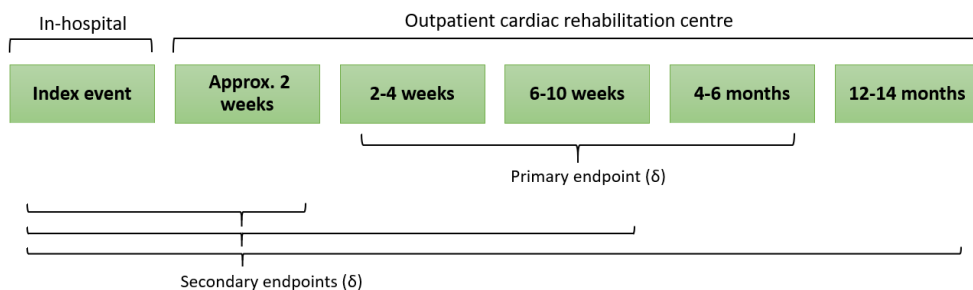 In-hospital
Outpatient cardiac rehabilitation centre
Index event
Approx. 2
weeks
2-4 weeks
6-10 weeks
4-6 months
12-14 months
Primary endpoint (δ)
Secondary endpoints (δ)